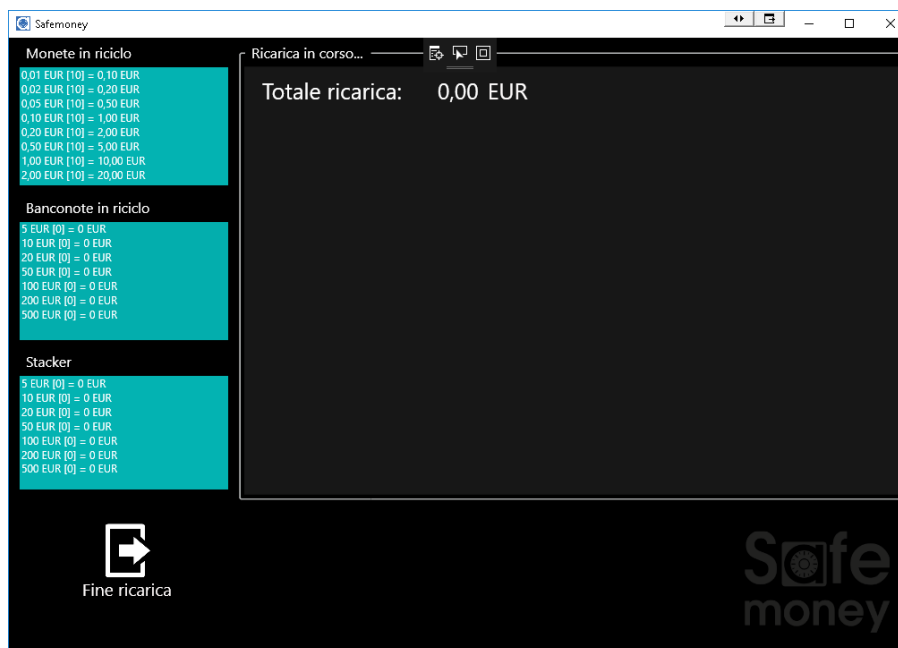 Safemoney
Monete in riciclo
0,01 EUR [10] = 0,10 EUR
0,02 EUR [10] = 0,20 EUR
0,05 EUR [10] = 0,50 EUR
0,10 EUR [10] = 1,00 EUR
0,20 EUR [10] = 2,00 EUR
0,50 EUR [10] = 5,00 EUR
1,00 EUR [10] = 10,00 EUR
2,00 EUR [10] = 20,00 EUR
Banconote in riciclo
5 EUR [0] = 0 EUR
10 EUR [0] = 0 EUR
20 EUR [0] = 0 EUR
50 EUR [0] = 0 EUR
100 EUR [0] = 0 EUR
200 EUR [0] = 0 EUR
500 EUR [0] = 0 EUR
Stacker
5 EUR [0] = 0 EUR
10 EUR [0] = 0 EUR
20 EUR [0] = 0 EUR
50 EUR [0] = 0 EUR
100 EUR [0] = 0 EUR
200 EUR [0] = 0 EUR
500 EUR [0] = 0 EUR
Fine ricarica
Ricarica in corso...
Totale ricarica: 0,00 EUR
Safe
money